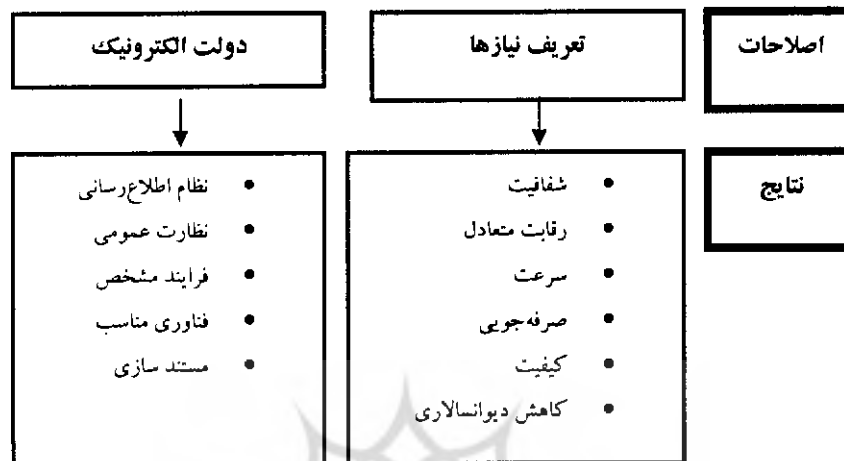 اصلاحات
تعریف نیازها
دولت الکترونیک
نتایج
شفافیت
رقابت متعادل
سرعت
صرفه‌جویی
کیفیت
کاهش دیوانسالاری
نظام اطلاع‌رسانی
نظارت عمومی
فرایند مشخص
فناوری مناسب
مستند سازی